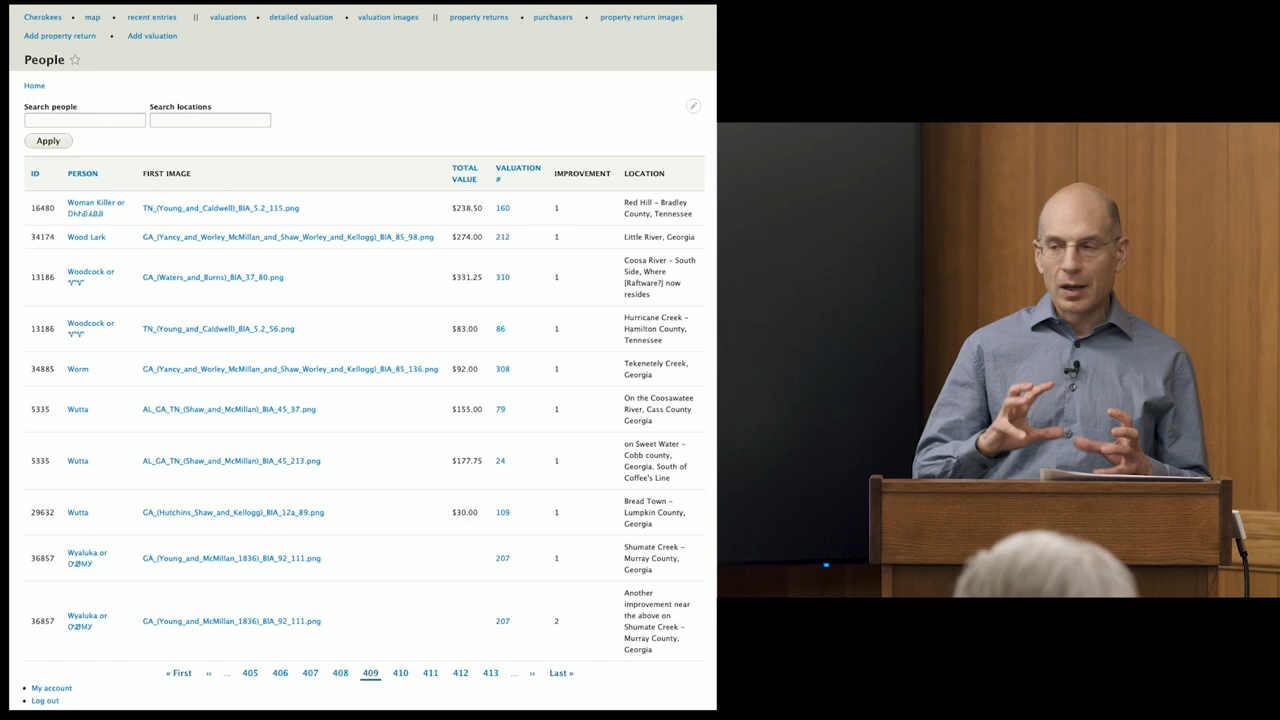 Cherokees • map • recent entries || valuations • detailed valuation • valuation images || property returns • purchasers • property return images
Add property return • Add valuation
People
Home
Search people Search locations
Apply
ID PERSON FIRST IMAGE TOTAL VALUE VALUATION # IMPROVEMENT LOCATION
16480 Woman Killer or TN_(Young_and_Caldwell)_BIA_5.2_115.png $238.50 160 1 Red Hill – Bradley
County, Tennessee
34174 Wood Lark GA_(Yancy_and_Worley_McMillan_and_Shaw_Worley_and_Kellogg)_BIA_85_98.png $274.00 212 1 Little River, Georgia
13186 Woodcock or GA_(Waters_and_Burns)_BIA_37_80.png $331.25 310 1 Coosa River – South
Side, Where
[Raftware?] now
resides
13186 Woodcock or TN_(Young_and_Caldwell)_BIA_5.2_56.png $83.00 86 1 Hurricane Creek –
Hamilton County,
Tennessee
34885 Worm GA_(Yancy_and_Worley_McMillan_and_Shaw_Worley_and_Kellogg)_BIA_85_136.png $92.00 308 1 Tekenetely Creek,
Georgia
5335 Wutta AL_GA_TN_(Shaw_and_McMillan)_BIA_45_37.png $155.00 79 1 On the Coosawatee
River, Cass County
Georgia
5335 Wutta AL_GA_TN_(Shaw_and_McMillan)_BIA_45_213.png $177.75 24 1 on Sweet Water –
Cobb county,
Georgia. South of
Coffee's Line
29632 Wutta GA_(Hutchins_Shaw_and_Kellogg)_BIA_12a_89.png $30.00 109 1 Bread Town –
Lumpkin County,
Georgia
36857 Wyaluka or GA_(Young_and_McMillan_1836)_BIA_92_111.png 207 1 Shumate Creek –
Murray County,
Georgia
36857 Wyaluka or GA_(Young_and_McMillan_1836)_BIA_92_111.png 207 2 Another
improvement near
the above on
Shumate Creek –
Murray County,
Georgia
« First ‹‹ ... 405 406 407 408 409 410 411 412 413 ... ›› Last »
• My account
• Log out